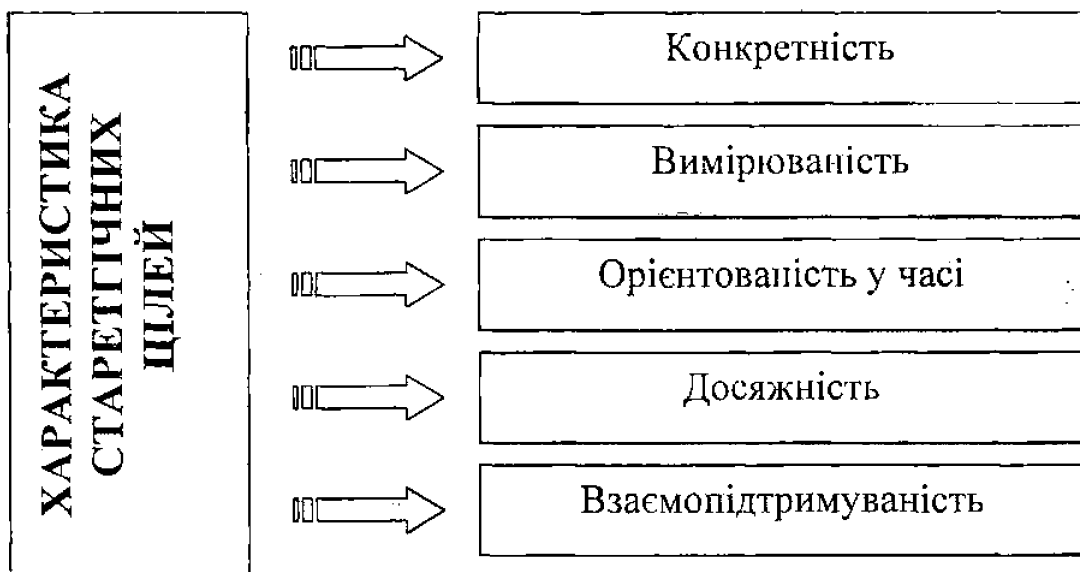 ХАРАКТЕРИСТИКА
СТАРЕТГІЧНИХ
ЦІЛЕЙ
Конкретність
Вимірюваність
Орієнтованість у часі
Досяжність
Взаємопідтримуваність